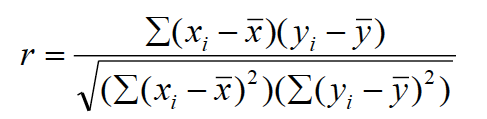 r = Σ(xᵢ − x̅)(yᵢ − y̅) / √((Σ(xᵢ − x̅)²)(Σ(yᵢ − y̅)²))